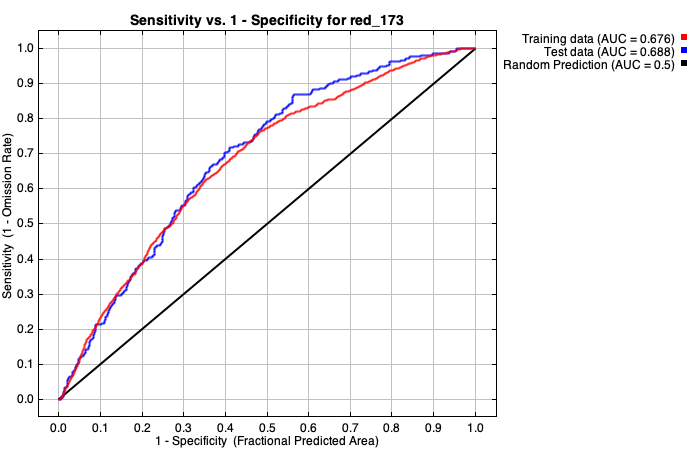 Sensitivity vs. 1 - Specificity for red_173
Training data (AUC = 0.676)
Test data (AUC = 0.688)
Random Prediction (AUC = 0.5)
Sensitivity (1 - Omission Rate)
1.0
0.9
0.8
0.7
0.6
0.5
0.4
0.3
0.2
0.1
0.0
0.0 0.1 0.2 0.3 0.4 0.5 0.6 0.7 0.8 0.9 1.0
1 - Specificity (Fractional Predicted Area)